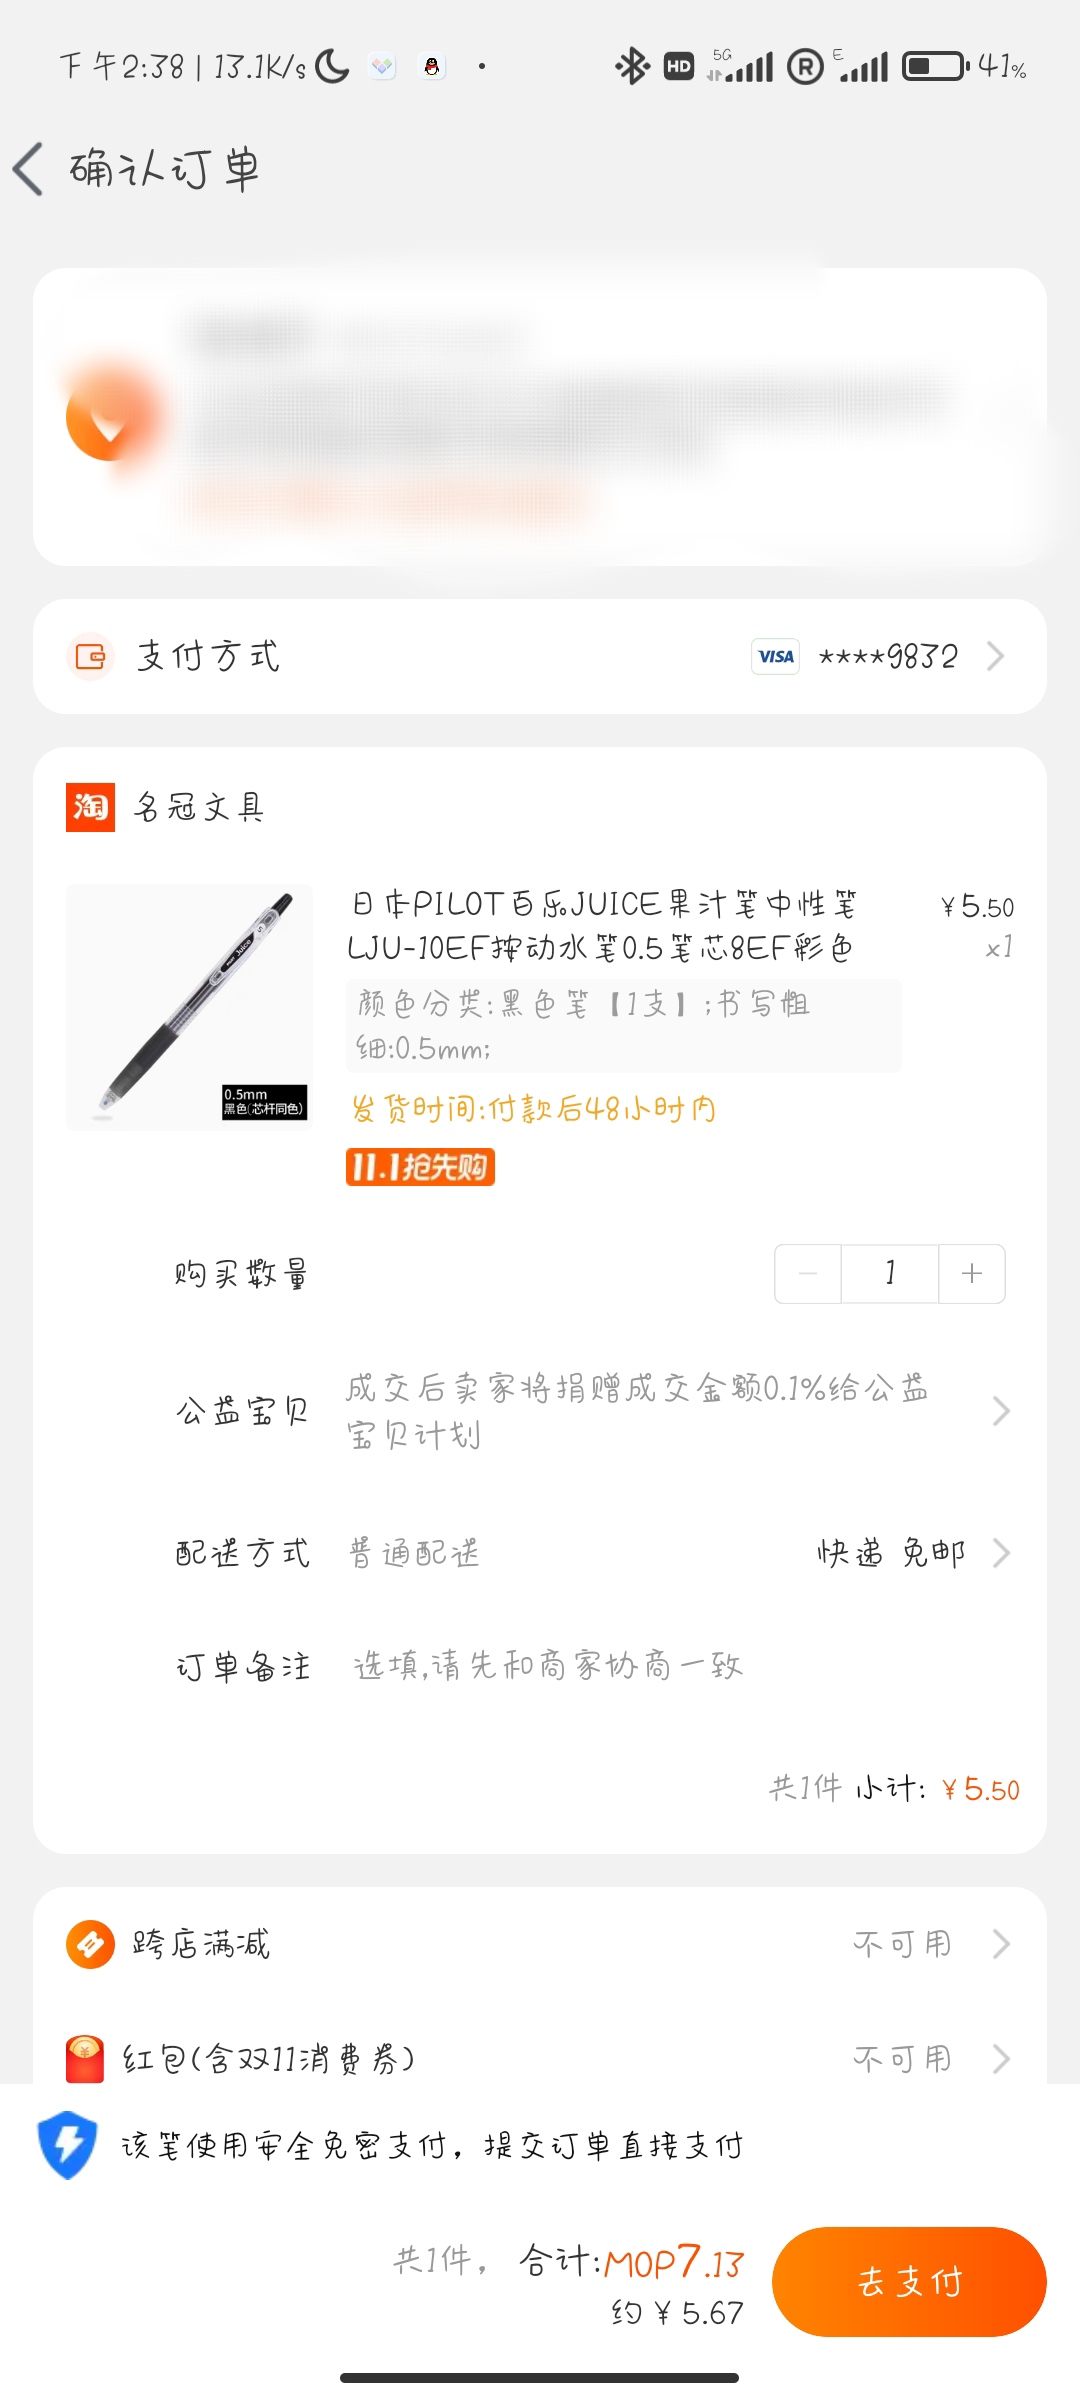 下午2:38 | 13.1K/s
HD 5G R E 41%
确认订单
支付方式
VISA ****9832
淘 名冠文具
日本PILOT百乐JUICE果汁笔中性笔
¥5.50
LJU-10EF按动水笔0.5笔芯8EF彩色
x1
颜色分类:黑色笔【1支】;书写粗
细:0.5mm;
0.5mm
黑色(芯杆同色)
发货时间:付款后48小时内
11.1抢先购
购买数量
1
公益宝贝
成交后卖家将捐赠成交金额0.1%给公益
宝贝计划
配送方式 普通配送 快递 免邮
订单备注 选填,请先和商家协商一致
共1件 小计: ¥5.50
跨店满减 不可用
红包(含双11消费券) 不可用
该笔使用安全免密支付，提交订单直接支付
共1件， 合计:MOP7.13
约¥5.67
去支付